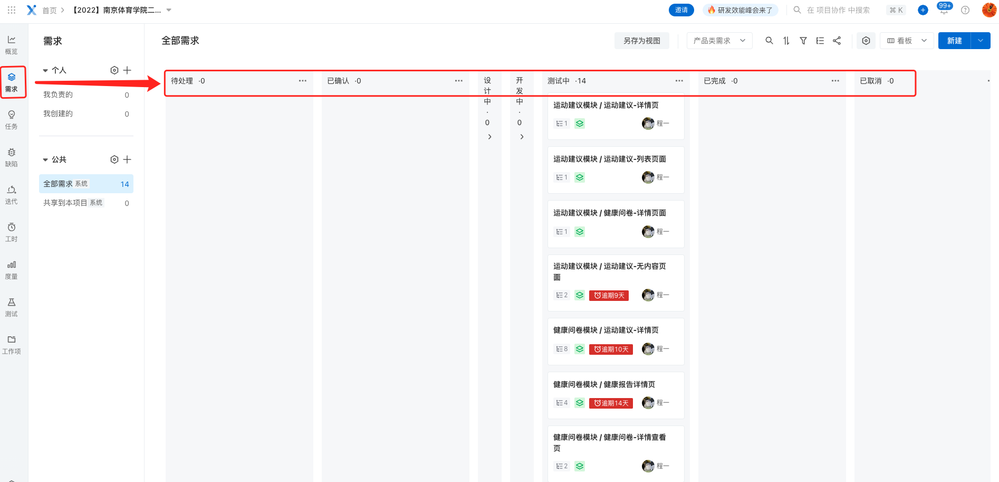 首页
【2022】南京体育学院二...
邀请
研发效能峰会来了
在 项目协作 中搜索
⌘ K
99+
概览
需求
任务
缺陷
迭代
工时
度量
测试
工作项
需求
个人
我负责的 0
我创建的 0
公共
全部需求 系统 14
共享到本项目 系统 0
全部需求
另存为视图
产品类需求
看板
新建
待处理 ·0
已确认 ·0
设计中·0
开发中·0
测试中 ·14
已完成 ·0
已取消 ·0
运动建议模块 / 运动建议-详情页
1 程一
运动建议模块 / 运动建议-列表页面
1 程一
运动建议模块 / 健康问卷-详情页面
1 程一
运动建议模块 / 运动建议-无内容页
面
2 逾期9天 程一
健康问卷模块 / 运动建议-详情页
8 逾期10天 程一
健康问卷模块 / 健康报告详情页
4 逾期14天 程一
健康问卷模块 / 健康问卷-详情查看
页
2 程一